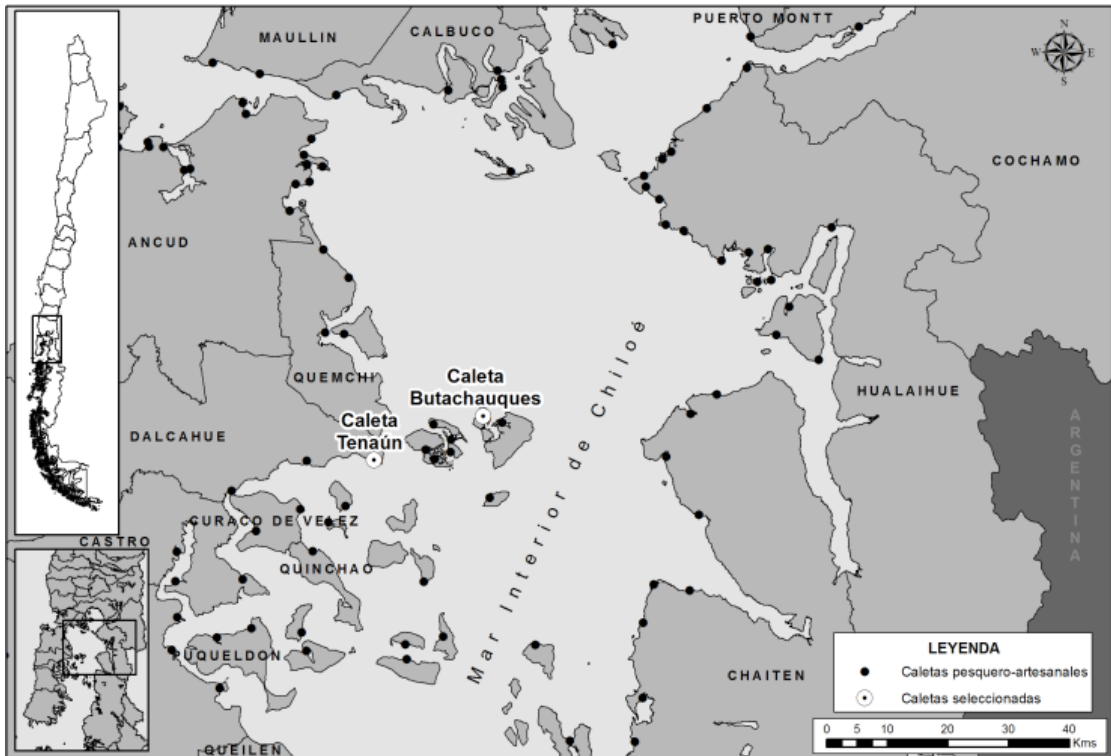 PUERTO MONTT
MAULLIN
CALBUCO
N
W
E
S
COCHAMO
ANCUD
Mar Interior de Chiloé
QUEMCHI
Caleta
Butachauques
HUALAIHUE
Caleta
Tenaún
DALCAHUE
ARGENTINA
CURACO DE VELEZ
CASTRO
QUINCHAO
PUQUELDON
CHAITEN
QUEILEN
LEYENDA
Caletas pesquero-artesanales
Caletas seleccionadas
0 5 10 20 30 40
Kms